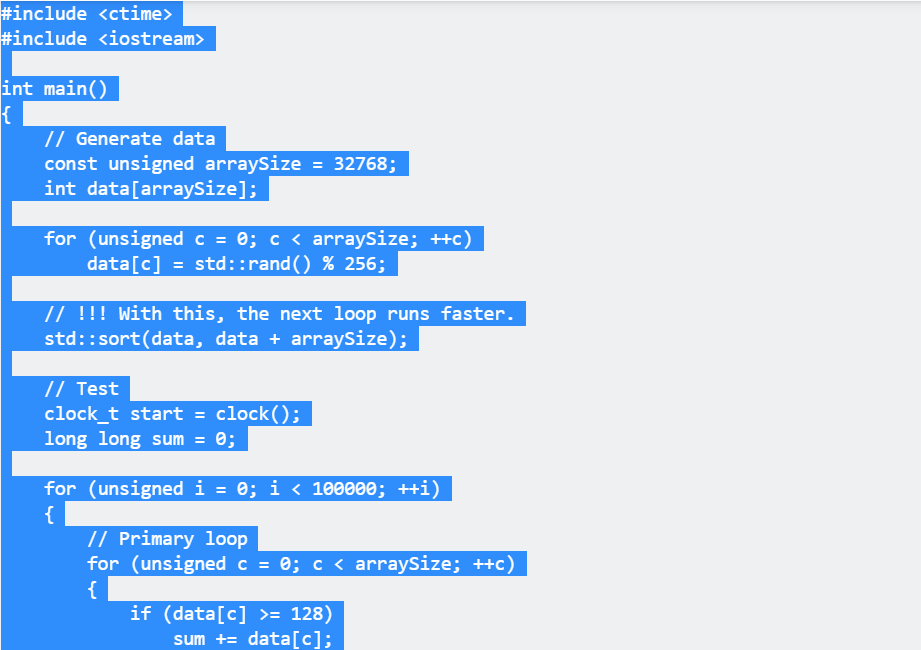 #include <ctime>
#include <iostream>
int main()
{
    // Generate data
    const unsigned arraySize = 32768;
    int data[arraySize];
    for (unsigned c = 0; c < arraySize; ++c)
        data[c] = std::rand() % 256;
    // !!! With this, the next loop runs faster.
    std::sort(data, data + arraySize);
    // Test
    clock_t start = clock();
    long long sum = 0;
    for (unsigned i = 0; i < 100000; ++i)
    {
        // Primary loop
        for (unsigned c = 0; c < arraySize; ++c)
        {
            if (data[c] >= 128)
                sum += data[c];